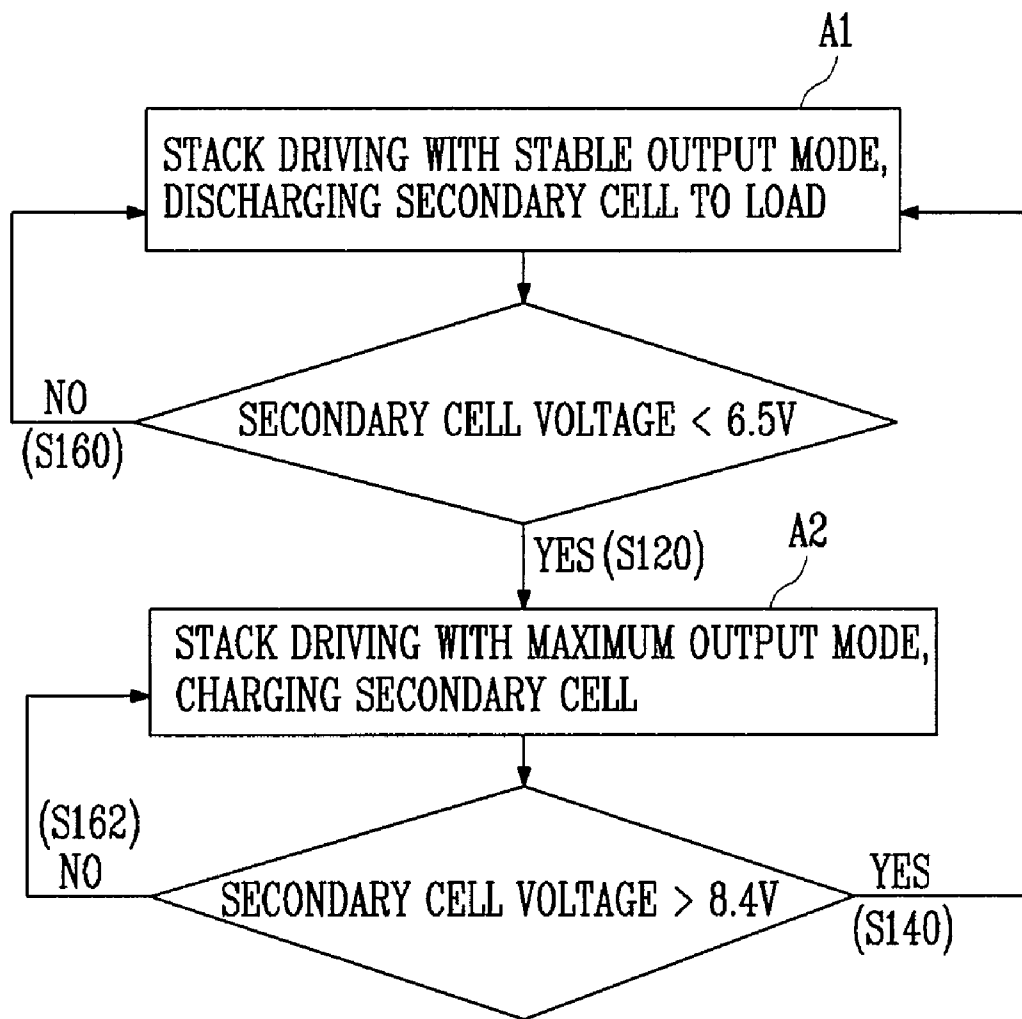 A1
STACK DRIVING WITH STABLE OUTPUT MODE,
DISCHARGING SECONDARY CELL TO LOAD
NO
(S160)
SECONDARY CELL VOLTAGE < 6.5V
YES (S120)
A2
STACK DRIVING WITH MAXIMUM OUTPUT MODE,
CHARGING SECONDARY CELL
(S162)
NO
SECONDARY CELL VOLTAGE > 8.4V
YES
(S140)